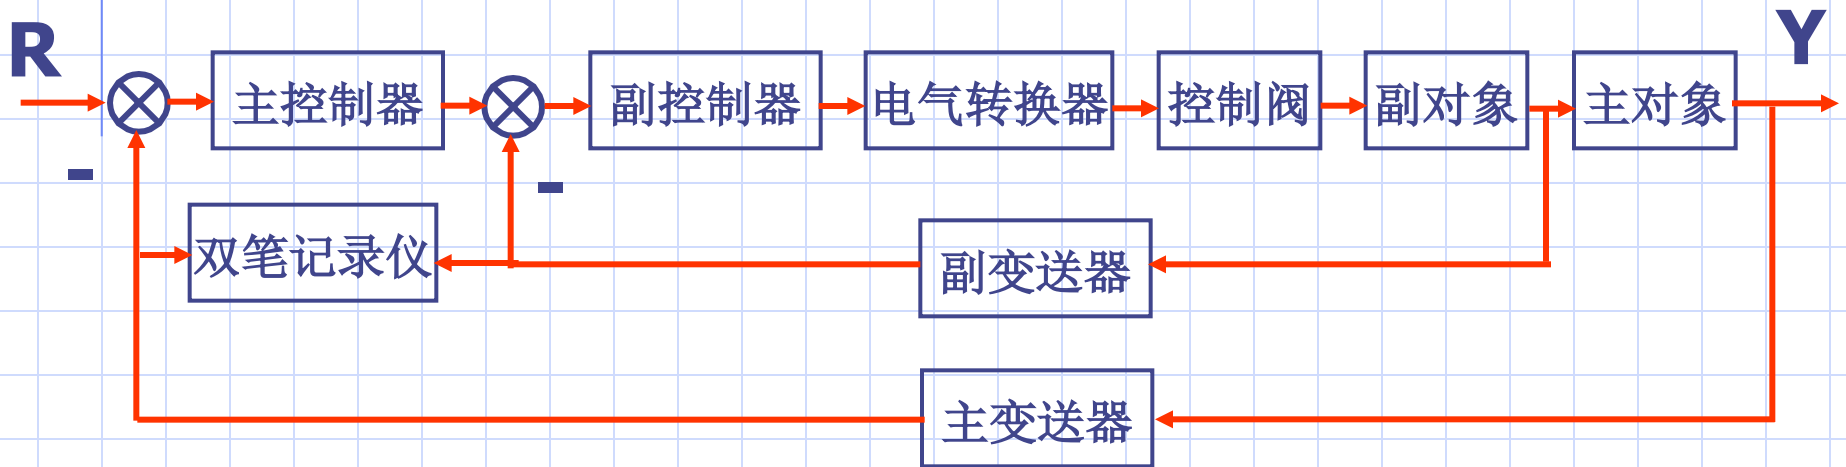 R
Y
主控制器
副控制器
电气转换器
控制阀
副对象
主对象
-
-
双笔记录仪
副变送器
主变送器